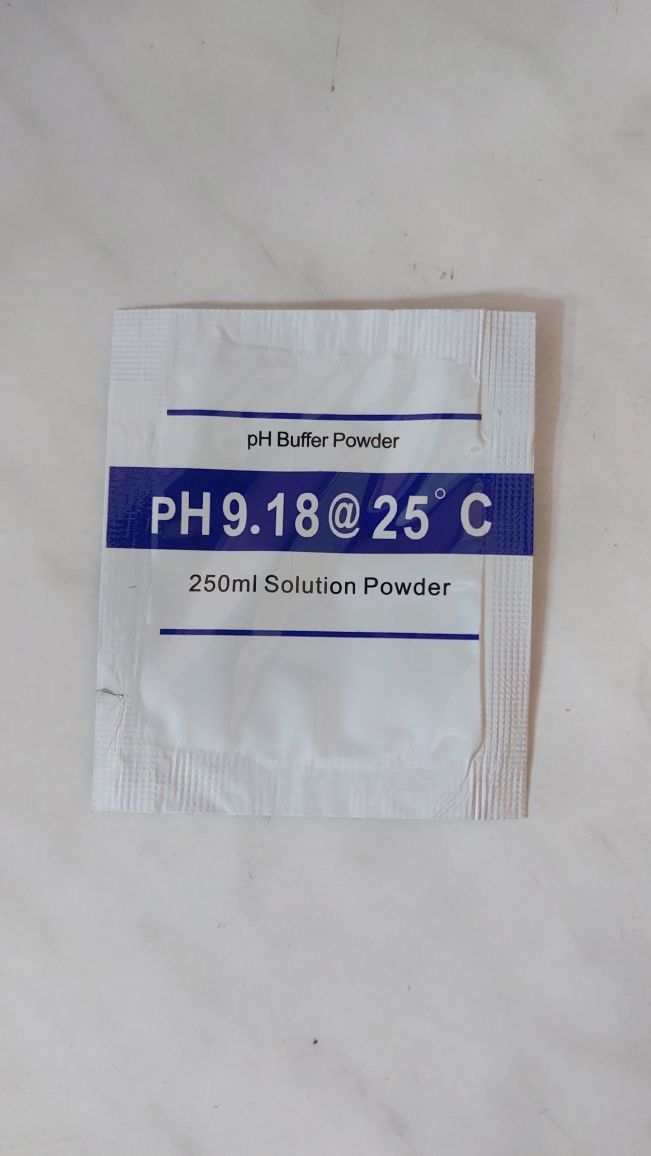 pH Buffer Powder
PH 9.18 @ 25° C
250ml Solution Powder